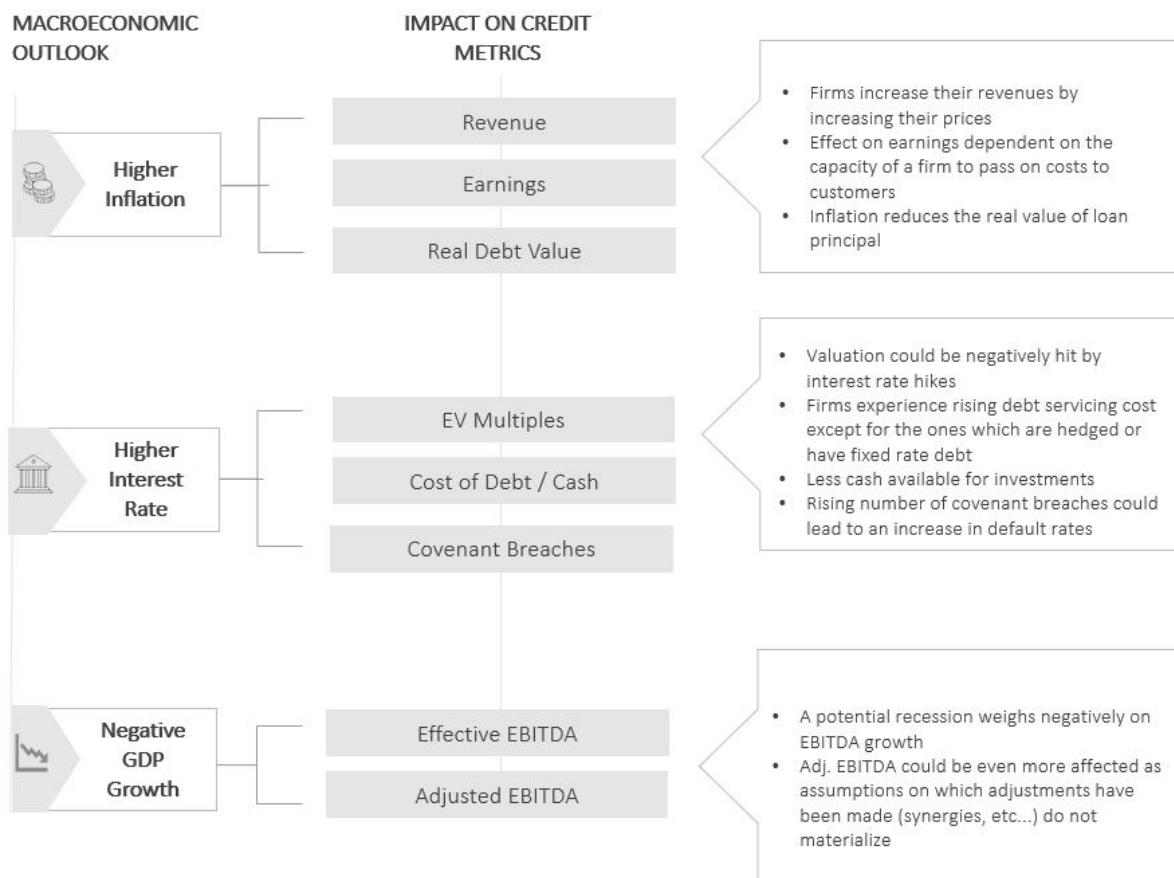 MACROECONOMIC
OUTLOOK
IMPACT ON CREDIT
METRICS
Higher
Inflation
Revenue
Earnings
Real Debt Value
• Firms increase their revenues by
increasing their prices
• Effect on earnings dependent on the
capacity of a firm to pass on costs to
customers
• Inflation reduces the real value of loan
principal
Higher
Interest
Rate
EV Multiples
Cost of Debt / Cash
Covenant Breaches
• Valuation could be negatively hit by
interest rate hikes
• Firms experience rising debt servicing cost
except for the ones which are hedged or
have fixed rate debt
• Less cash available for investments
• Rising number of covenant breaches could
lead to an increase in default rates
Negative
GDP
Growth
Effective EBITDA
Adjusted EBITDA
• A potential recession weighs negatively on
EBITDA growth
• Adj. EBITDA could be even more affected as
assumptions on which adjustments have
been made (synergies, etc...) do not
materialize